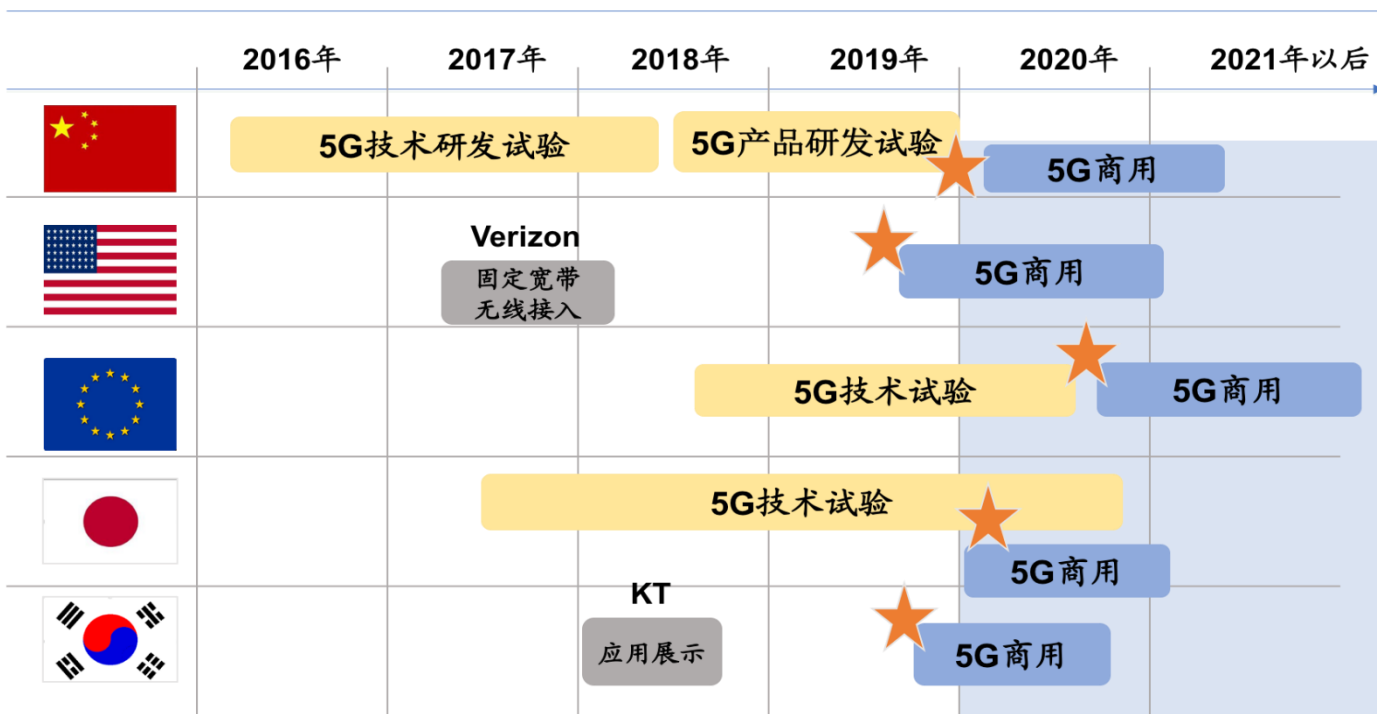 2016年 2017年 2018年 2019年 2020年 2021年以后
5G技术研发试验 5G产品研发试验
5G商用
Verizon
固定宽带
无线接入
5G商用
5G技术试验
5G商用
5G技术试验
5G商用
KT
应用展示
5G商用